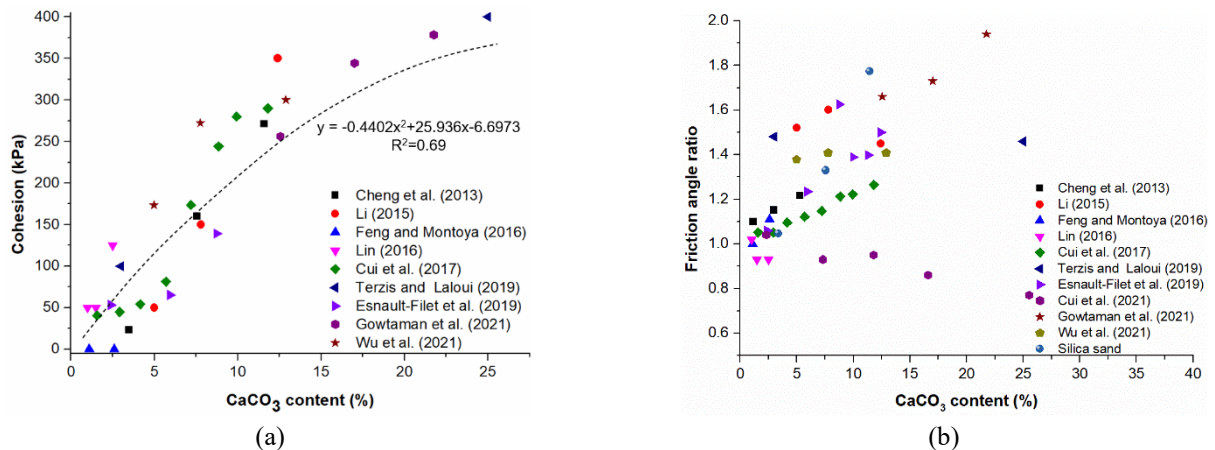 Cohesion (kPa)
400
350
300
250
200
150
100
50
0
y = -0.4402x²+25.936x-6.6973
R²=0.69
Cheng et al. (2013)
Li (2015)
Feng and Montoya (2016)
Lin (2016)
Cui et al. (2017)
Terzis and Laloui (2019)
Esnault-Filet et al. (2019)
Gowtaman et al. (2021)
Wu et al. (2021)
0 5 10 15 20 25
CaCO₃ content (%)
(a)
Friction angle ratio
2.0
1.8
1.6
1.4
1.2
1.0
0.8
0.6
Cheng et al. (2013)
Li (2015)
Feng and Montoya (2016)
Lin (2016)
Cui et al. (2017)
Terzis and Laloui (2019)
Esnault-Filet et al. (2019)
Cui et al. (2021)
Gowtaman et al. (2021)
Wu et al. (2021)
Silica sand
0 5 10 15 20 25 30 35 40
CaCO₃ content (%)
(b)